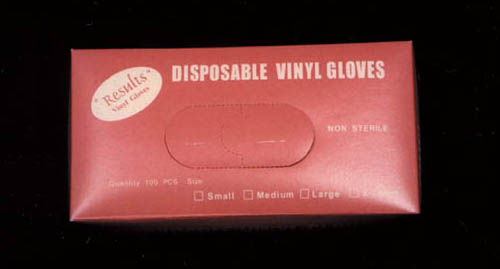 DISPOSABLE VINYL GLOVES
"Results"
Vinyl Gloves
NON STERILE
Quantity 100 PCS Size
Small Medium Large